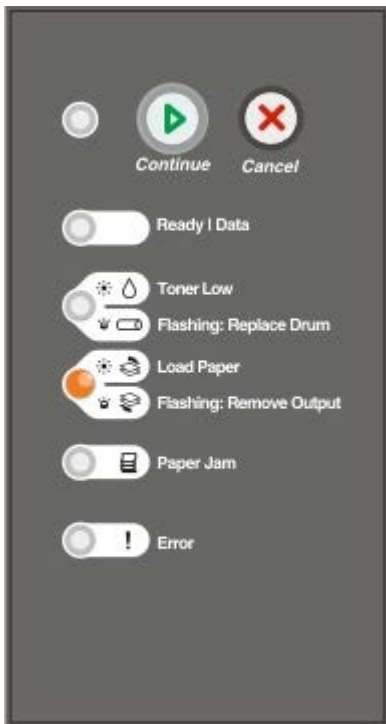 Continue
Cancel
Ready | Data
Toner Low
Flashing: Replace Drum
Load Paper
Flashing: Remove Output
Paper Jam
! Error